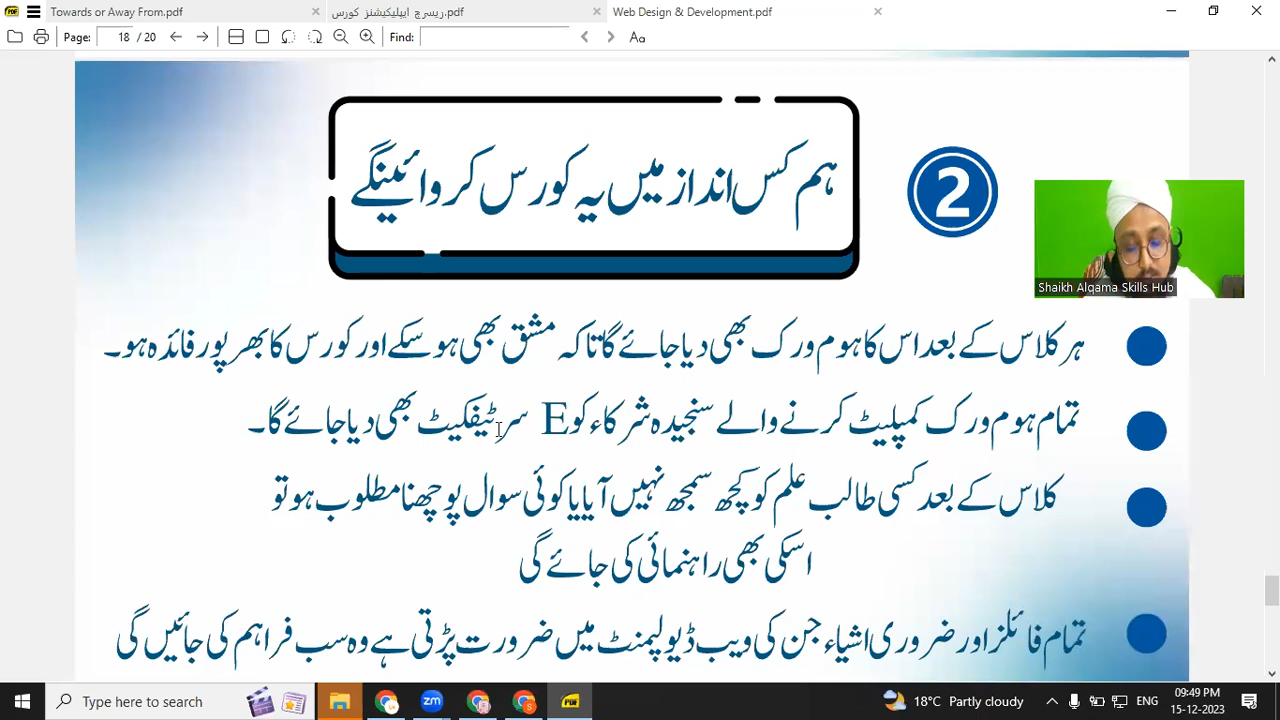 Towards or Away From.pdf
ریسرچ ایپلیکیشنز کورس.pdf
Web Design & Development.pdf
Page: 18 / 20
Find:
Aa
ہم کس انداز میں یہ کورس کروائینگے
2
Shaikh Alqama Skills Hub
ہر کلاس کے بعد اس کا ہوم ورک بھی دیا جائے گا تاکہ مشق بھی ہو سکے اور کورس کا بھرپور فائدہ ہو۔
تمام ہوم ورک کمپلیٹ کرنے والے سنجیدہ شرکاء کو E سرٹیفکیٹ بھی دیا جائے گا۔
کلاس کے بعد کسی طالب علم کو کچھ سمجھ نہیں آیا یا کوئی سوال پوچھنا مطلوب ہو تو
اسکی بھی راہنمائی کی جائے گی
تمام فائلز اور ضروری اشیاء جن کی ویب ڈیولپمنٹ میں ضرورت پڑتی ہے وہ سب فراہم کی جائیں گی
Type here to search
18°C Partly cloudy
ENG
09:49 PM
15-12-2023